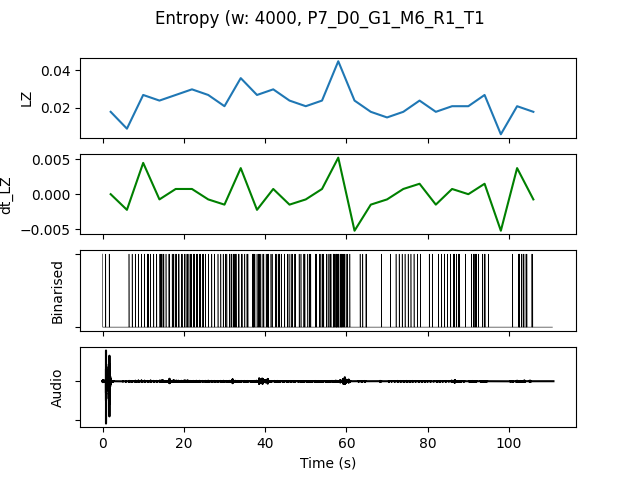 Entropy (w: 4000, P7_D0_G1_M6_R1_T1
0.04
0.02
LZ
0.005
0.000
−0.005
dt_LZ
Binarised
Audio
0 20 40 60 80 100
Time (s)